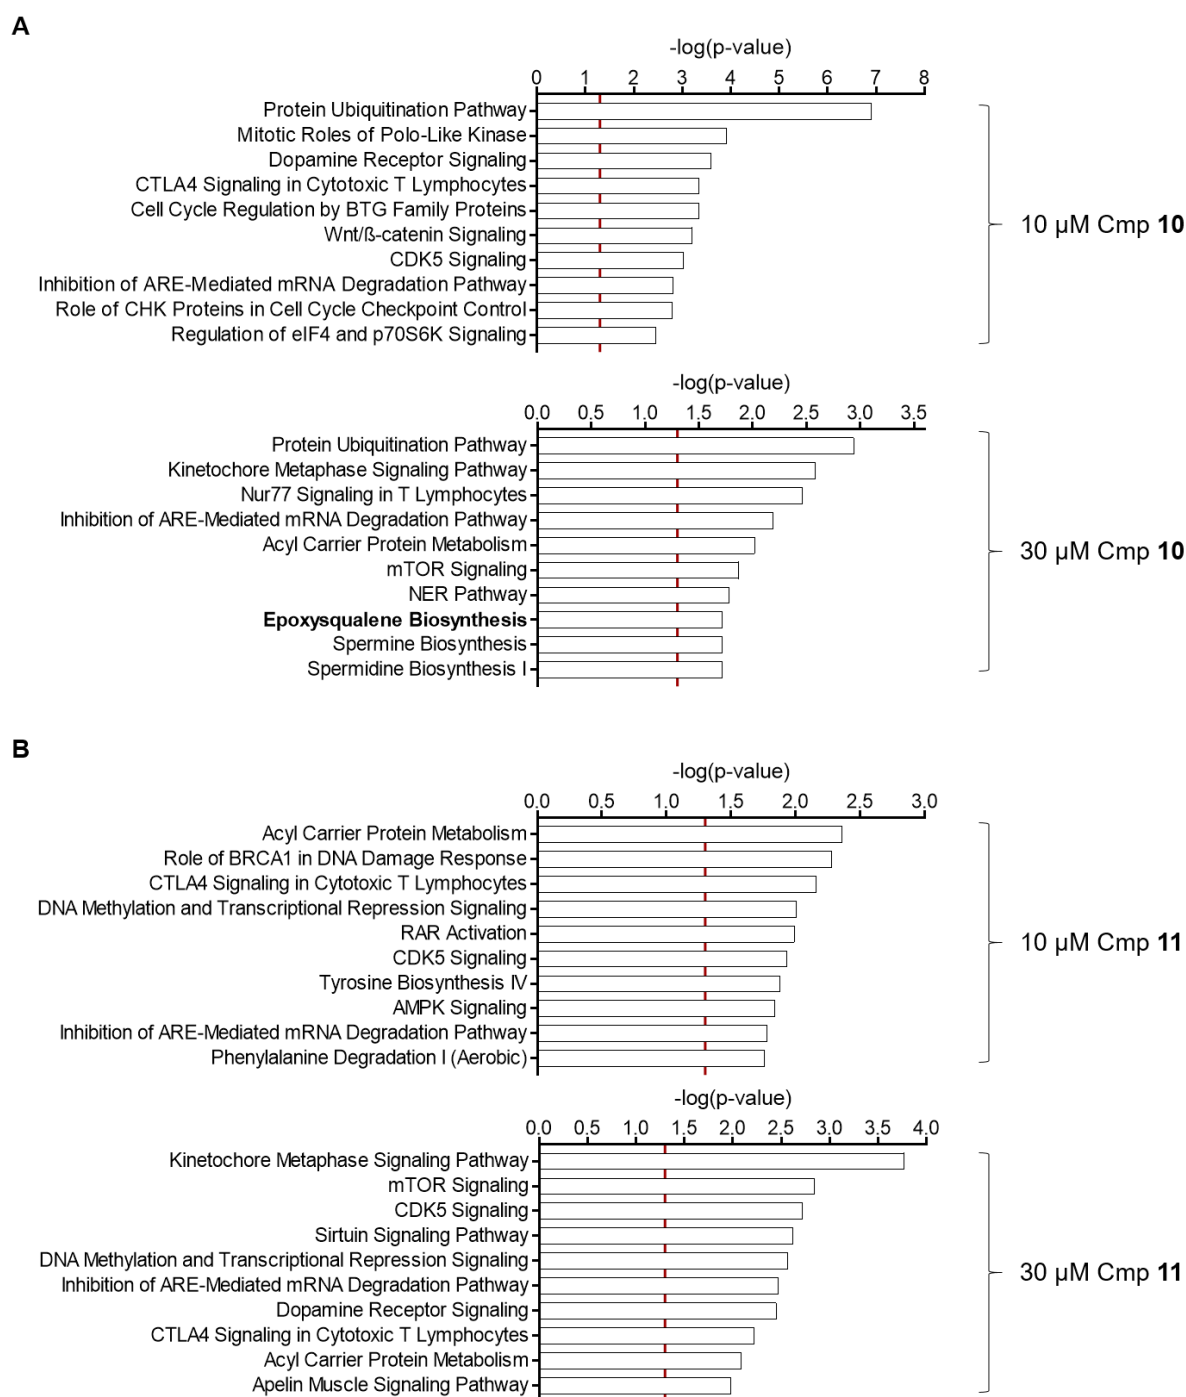 A
-log(p-value)
0 1 2 3 4 5 6 7 8
Protein Ubiquitination Pathway
Mitotic Roles of Polo-Like Kinase
Dopamine Receptor Signaling
CTLA4 Signaling in Cytotoxic T Lymphocytes
Cell Cycle Regulation by BTG Family Proteins
Wnt/ß-catenin Signaling
CDK5 Signaling
Inhibition of ARE-Mediated mRNA Degradation Pathway
Role of CHK Proteins in Cell Cycle Checkpoint Control
Regulation of eIF4 and p70S6K Signaling
10 µM Cmp 10
-log(p-value)
0.0 0.5 1.0 1.5 2.0 2.5 3.0 3.5
Protein Ubiquitination Pathway
Kinetochore Metaphase Signaling Pathway
Nur77 Signaling in T Lymphocytes
Inhibition of ARE-Mediated mRNA Degradation Pathway
Acyl Carrier Protein Metabolism
mTOR Signaling
NER Pathway
Epoxysqualene Biosynthesis
Spermine Biosynthesis
Spermidine Biosynthesis I
30 µM Cmp 10
B
-log(p-value)
0.0 0.5 1.0 1.5 2.0 2.5 3.0
Acyl Carrier Protein Metabolism
Role of BRCA1 in DNA Damage Response
CTLA4 Signaling in Cytotoxic T Lymphocytes
DNA Methylation and Transcriptional Repression Signaling
RAR Activation
CDK5 Signaling
Tyrosine Biosynthesis IV
AMPK Signaling
Inhibition of ARE-Mediated mRNA Degradation Pathway
Phenylalanine Degradation I (Aerobic)
10 µM Cmp 11
-log(p-value)
0.0 0.5 1.0 1.5 2.0 2.5 3.0 3.5 4.0
Kinetochore Metaphase Signaling Pathway
mTOR Signaling
CDK5 Signaling
Sirtuin Signaling Pathway
DNA Methylation and Transcriptional Repression Signaling
Inhibition of ARE-Mediated mRNA Degradation Pathway
Dopamine Receptor Signaling
CTLA4 Signaling in Cytotoxic T Lymphocytes
Acyl Carrier Protein Metabolism
Apelin Muscle Signaling Pathway
30 µM Cmp 11